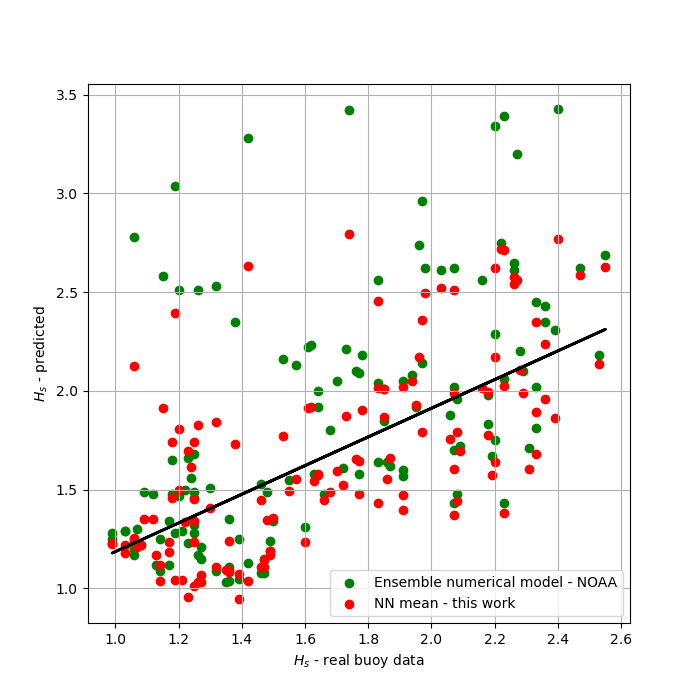 3.5
3.0
2.5
2.0
1.5
1.0
Hs - predicted
Ensemble numerical model - NOAA
NN mean - this work
1.0 1.2 1.4 1.6 1.8 2.0 2.2 2.4 2.6
Hs - real buoy data